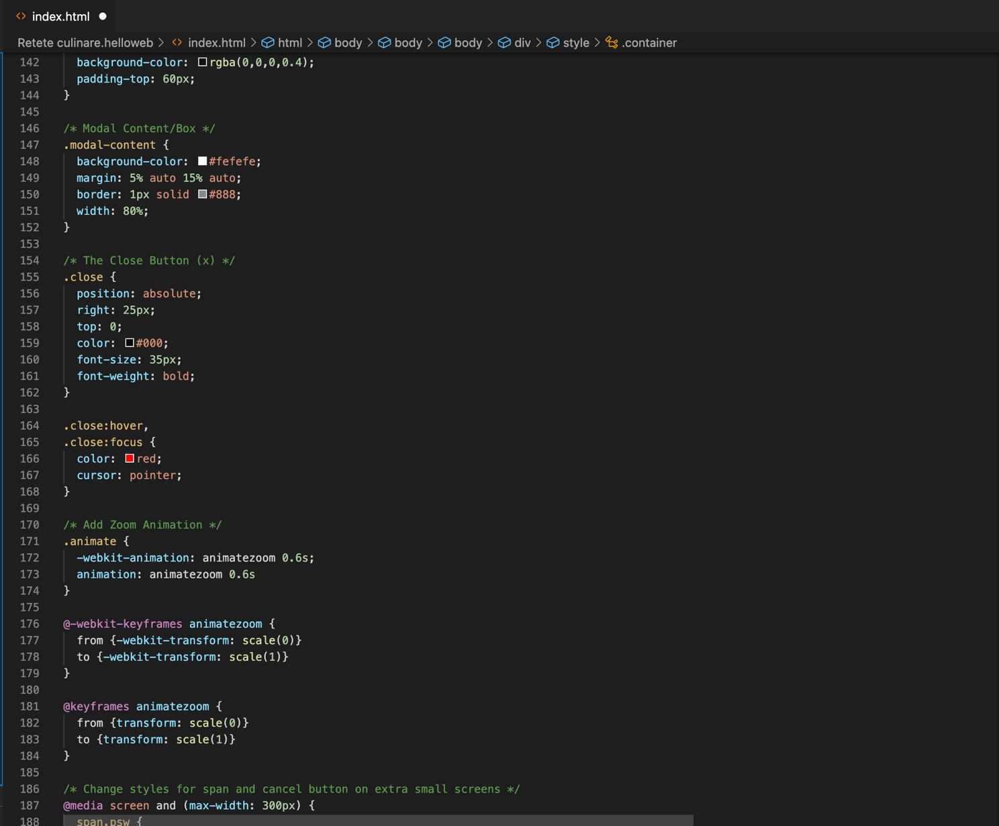 index.html
Retete culinare.helloweb > index.html > html > body > body > body > div > style > .container
142 background-color: rgba(0,0,0,0.4);
143 padding-top: 60px;
144 }
145
146 /* Modal Content/Box */
147 .modal-content {
148 background-color: #fefefe;
149 margin: 5% auto 15% auto;
150 border: 1px solid #888;
151 width: 80%;
152 }
153
154 /* The Close Button (x) */
155 .close {
156 position: absolute;
157 right: 25px;
158 top: 0;
159 color: #000;
160 font-size: 35px;
161 font-weight: bold;
162 }
163
164 .close:hover,
165 .close:focus {
166 color: red;
167 cursor: pointer;
168 }
169
170 /* Add Zoom Animation */
171 .animate {
172 -webkit-animation: animatezoom 0.6s;
173 animation: animatezoom 0.6s
174 }
175
176 @-webkit-keyframes animatezoom {
177 from {-webkit-transform: scale(0)}
178 to {-webkit-transform: scale(1)}
179 }
180
181 @keyframes animatezoom {
182 from {transform: scale(0)}
183 to {transform: scale(1)}
184 }
185
186 /* Change styles for span and cancel button on extra small screens */
187 @media screen and (max-width: 300px) {
188 span.psw {